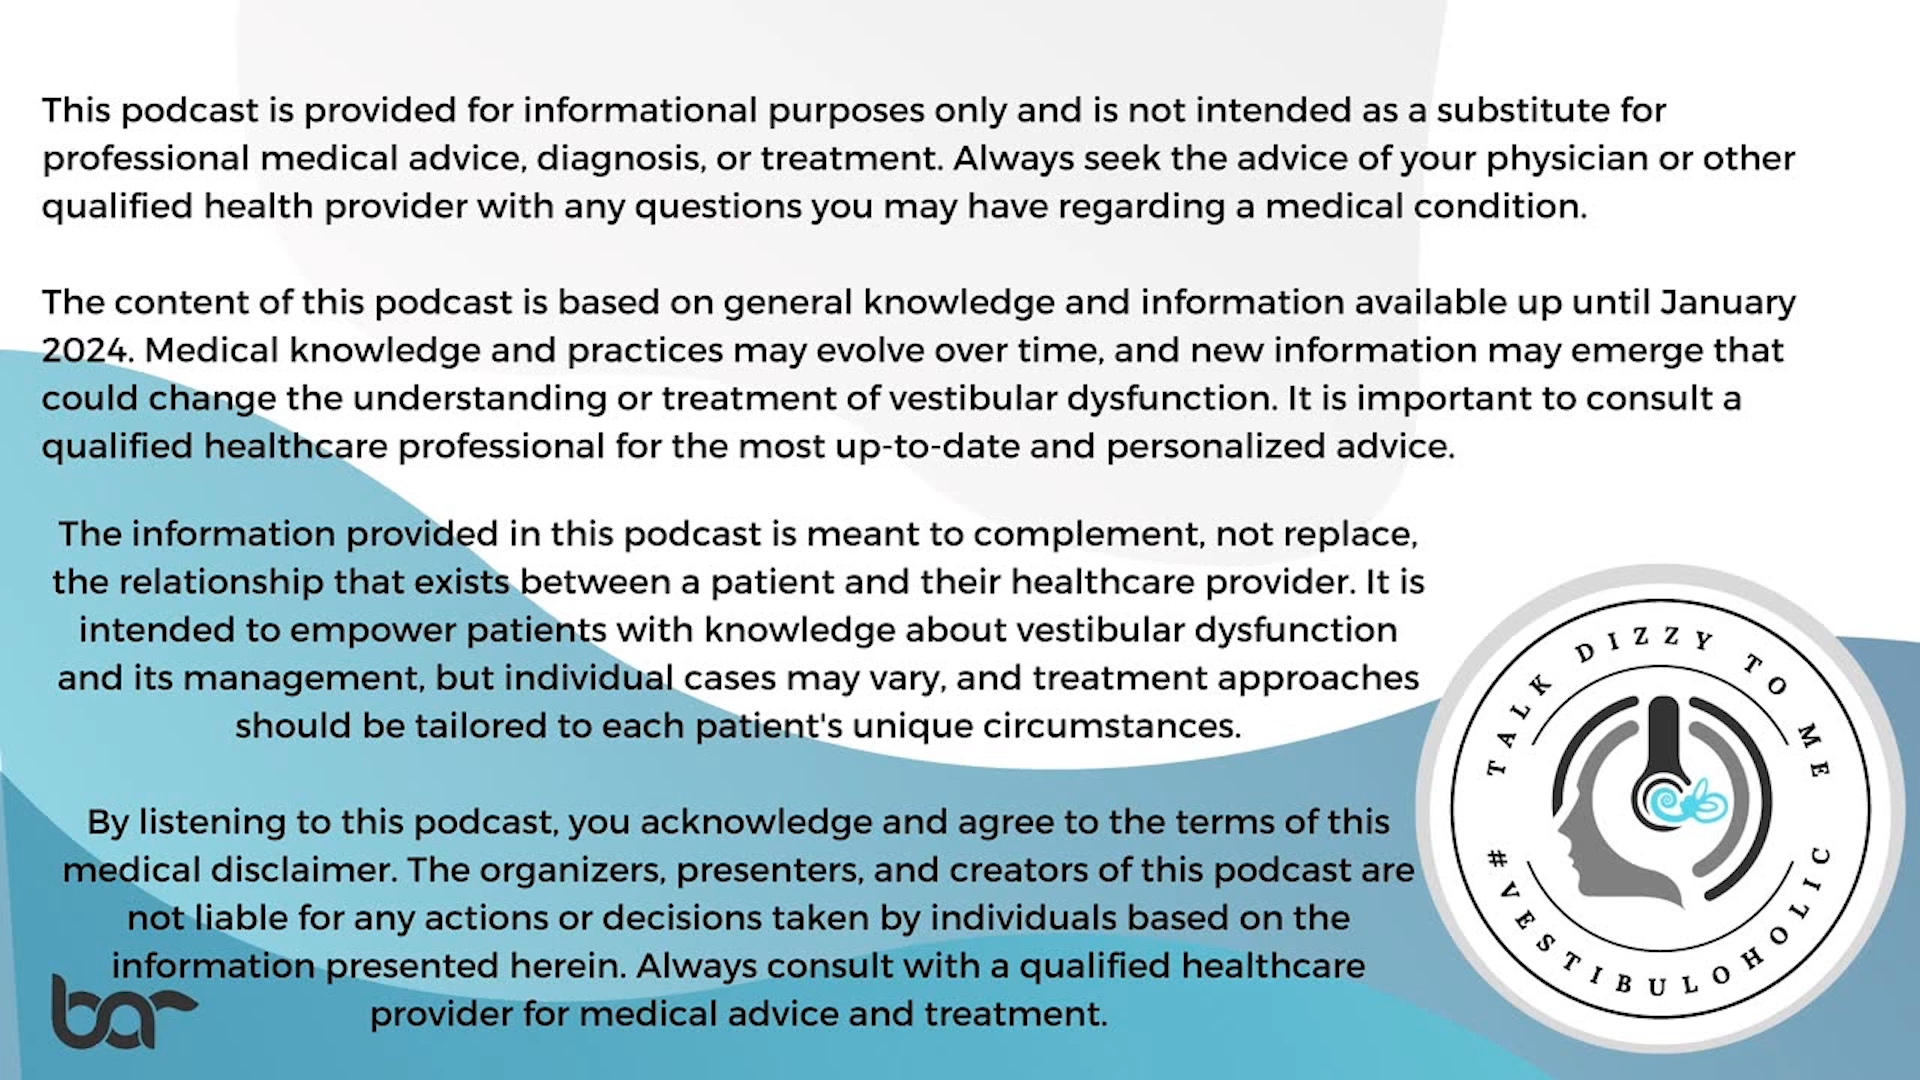 This podcast is provided for informational purposes only and is not intended as a substitute for
professional medical advice, diagnosis, or treatment. Always seek the advice of your physician or other
qualified health provider with any questions you may have regarding a medical condition.
The content of this podcast is based on general knowledge and information available up until January
2024. Medical knowledge and practices may evolve over time, and new information may emerge that
could change the understanding or treatment of vestibular dysfunction. It is important to consult a
qualified healthcare professional for the most up-to-date and personalized advice.
The information provided in this podcast is meant to complement, not replace,
the relationship that exists between a patient and their healthcare provider. It is
intended to empower patients with knowledge about vestibular dysfunction
and its management, but individual cases may vary, and treatment approaches
should be tailored to each patient's unique circumstances.
By listening to this podcast, you acknowledge and agree to the terms of this
medical disclaimer. The organizers, presenters, and creators of this podcast are
not liable for any actions or decisions taken by individuals based on the
information presented herein. Always consult with a qualified healthcare
provider for medical advice and treatment.
TALK DIZZY TO ME
#VESTIBULOHOLIC
bar